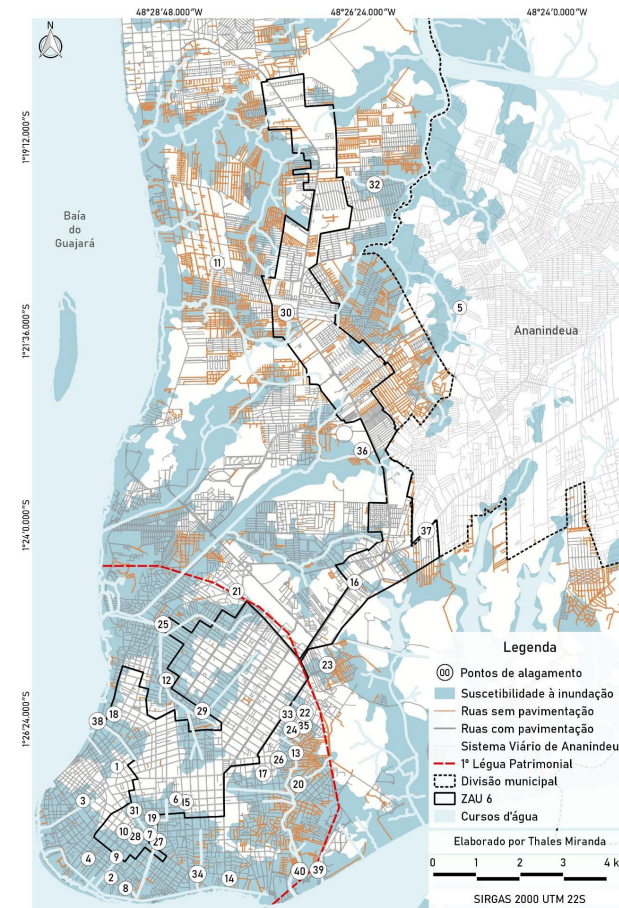 48°28'48.000"W
48°26'24.000"W
48°24'0.000"W
N
1°19'12.000"S
32
Baía
do
Guajará
11
5
30
Ananindeua
1°21'36.000"S
36
1°24'0.000"S
37
16
21
25
23
12
29
1°26'24.000"S
38
18
33
22
35
24
13
1
26
17
20
3
6
15
31
19
10
28
7
27
4
9
2
8
34
14
40
39
Legenda
00 Pontos de alagamento
Suscetibilidade à inundação
Ruas sem pavimentação
Ruas com pavimentação
Sistema Viário de Ananindeu
1° Légua Patrimonial
Divisão municipal
ZAU 6
Cursos d'água
Elaborado por Thales Miranda
0 1 2 3 4 k
SIRGAS 2000 UTM 22S